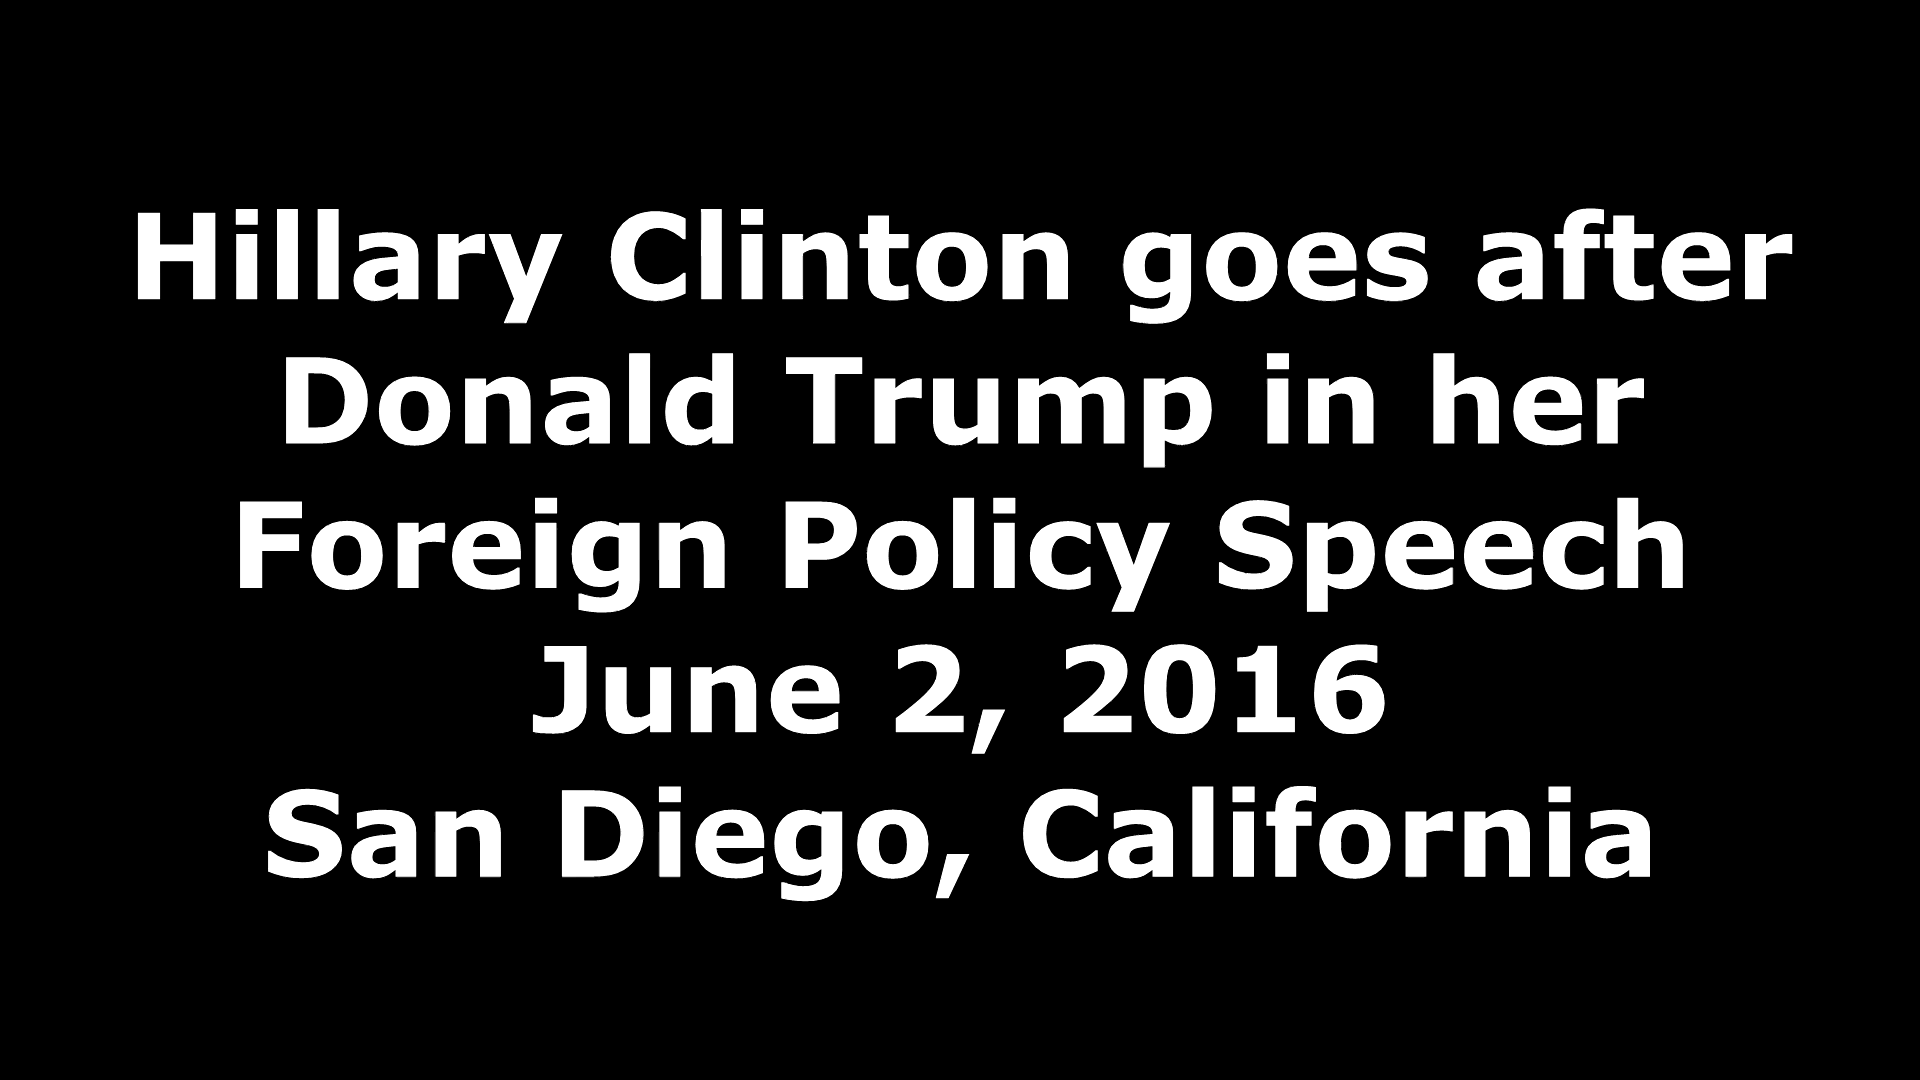 Hillary Clinton goes after
Donald Trump in her
Foreign Policy Speech
June 2, 2016
San Diego, California